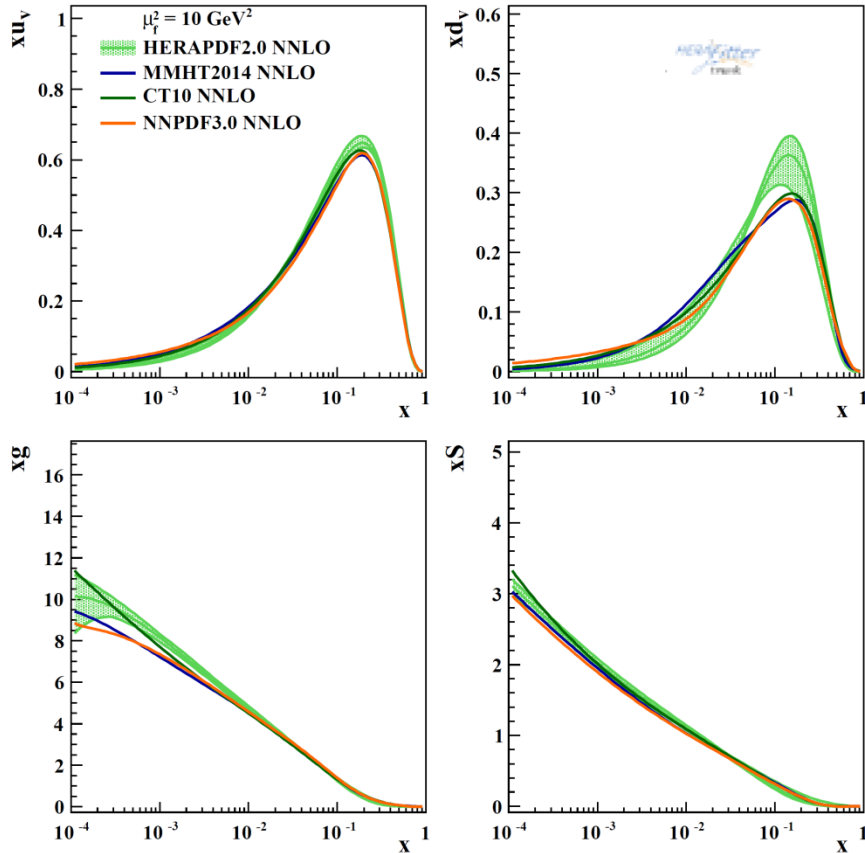 xu_v
μ_f^2 = 10 GeV^2
HERAPDF2.0 NNLO
MMHT2014 NNLO
CT10 NNLO
NNPDF3.0 NNLO
1
0.8
0.6
0.4
0.2
0
10^-4 10^-3 10^-2 10^-1 1
x
xd_v
0.6
0.5
0.4
0.3
0.2
0.1
0
10^-4 10^-3 10^-2 10^-1 1
x
xg
16
14
12
10
8
6
4
2
0
10^-4 10^-3 10^-2 10^-1 1
x
xS
5
4
3
2
1
0
10^-4 10^-3 10^-2 10^-1 1
x